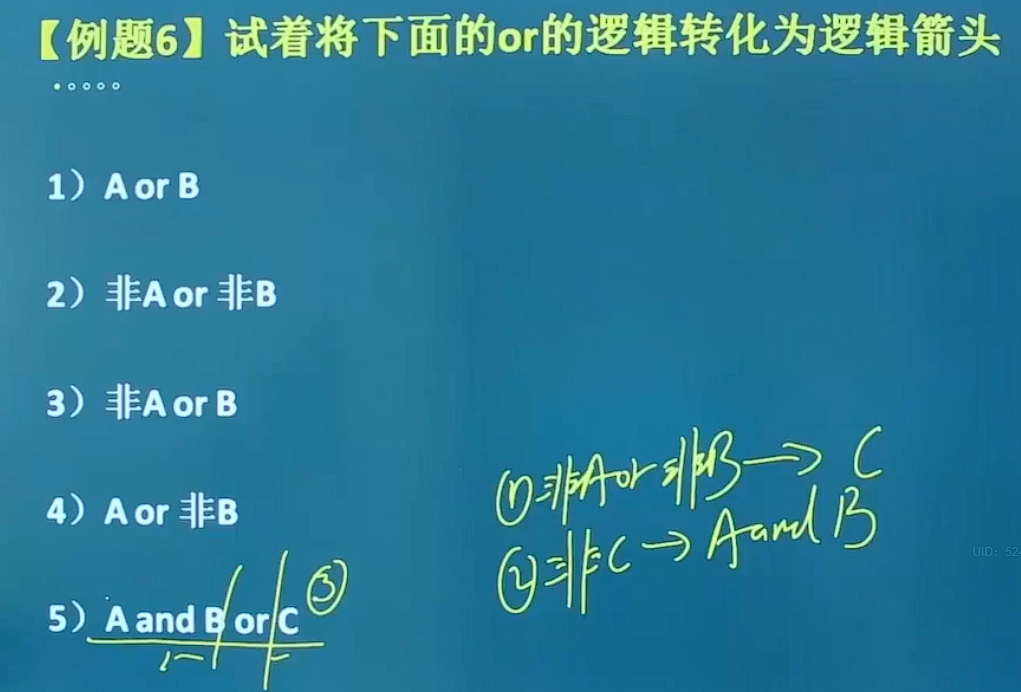 【例题6】试着将下面的or的逻辑转化为逻辑箭头
1）A or B
2）非A or 非B
3）非A or B
4）A or 非B
5）A and B or C ③
①非A or 非B→C
②非C→A and B
UID: 524